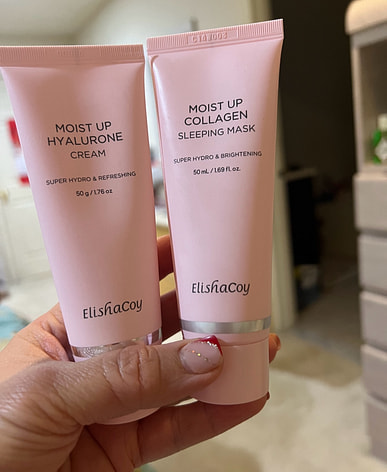 MOIST UP
HYALURONE
CREAM
SUPER HYDRO & REFRESHING
50 g / 1.76 oz.
ElishaCoy
MOIST UP
COLLAGEN
SLEEPING MASK
SUPER HYDRO & BRIGHTENING
50 mL / 1.69 fl. oz.
ElishaCoy